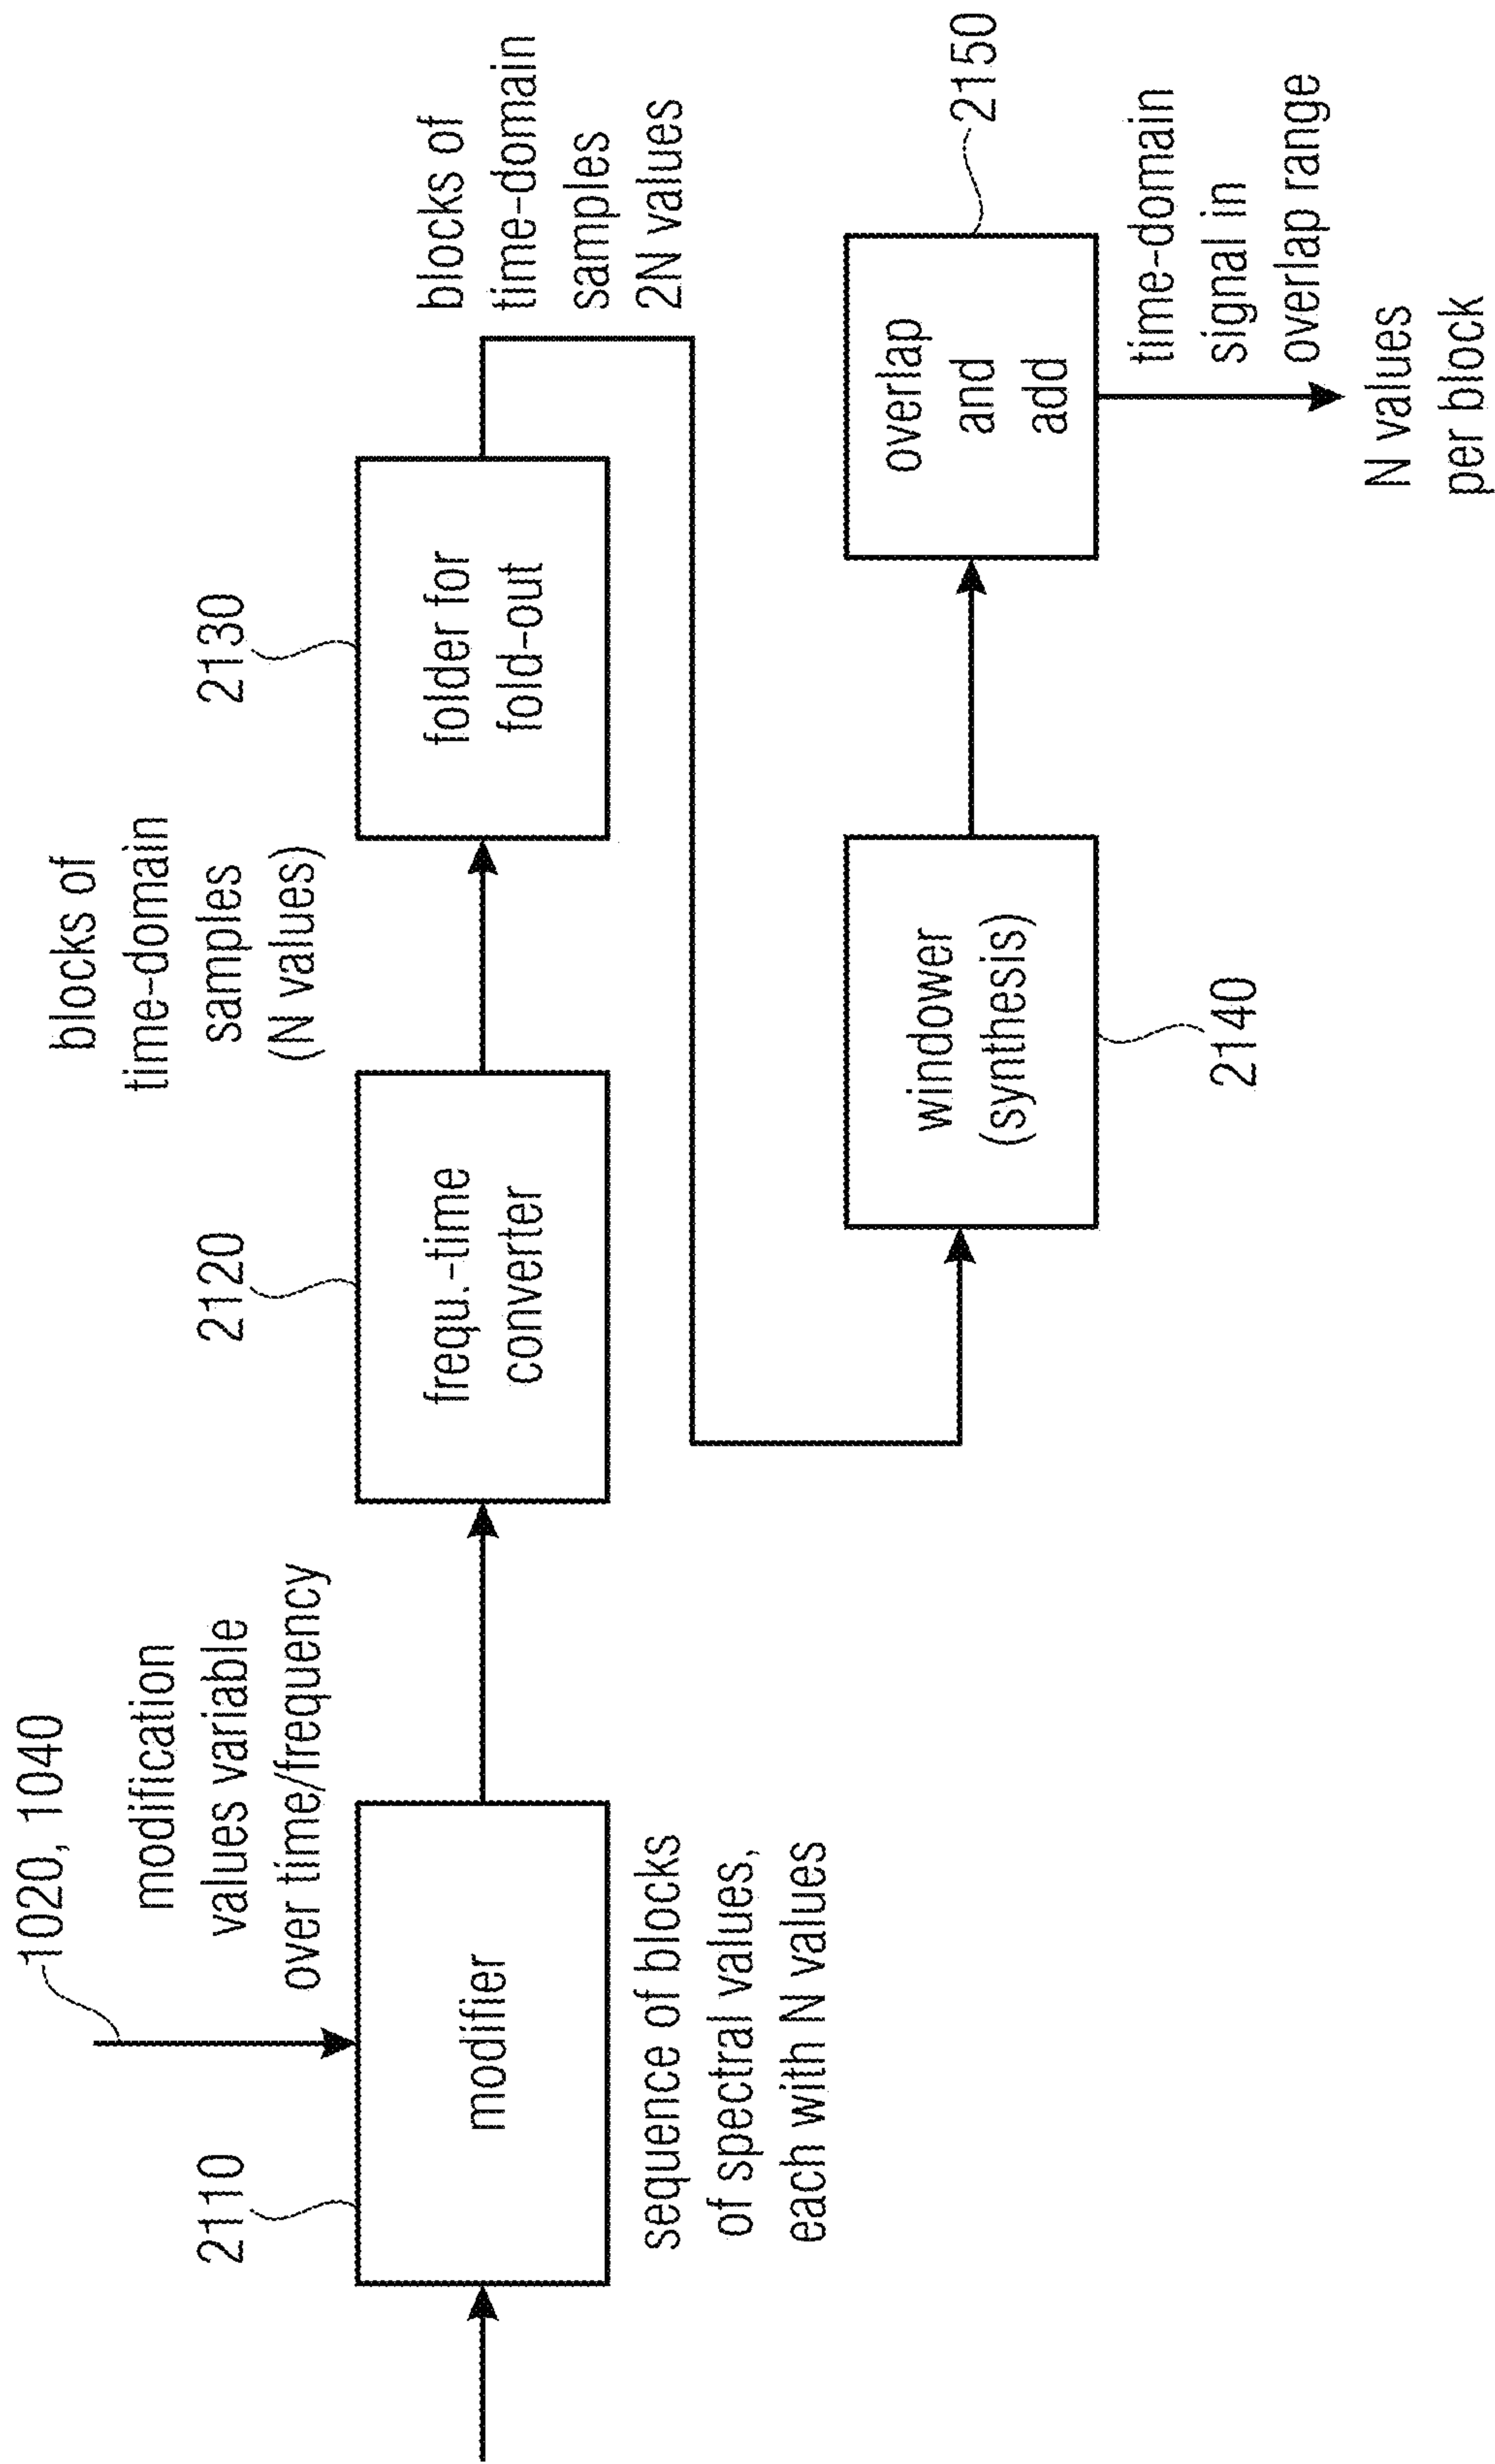 1020, 1040
modification
values variable
over time/frequency
2110
modifier
sequence of blocks
of spectral values,
each with N values
2120
frequ.-time
converter
blocks of
time-domain
samples
(N values)
2130
folder for
fold-out
blocks of
time-domain
samples
2N values
windower
(synthesis)
2140
overlap
and
add
2150
time-domain
signal in
overlap range
N values
per block